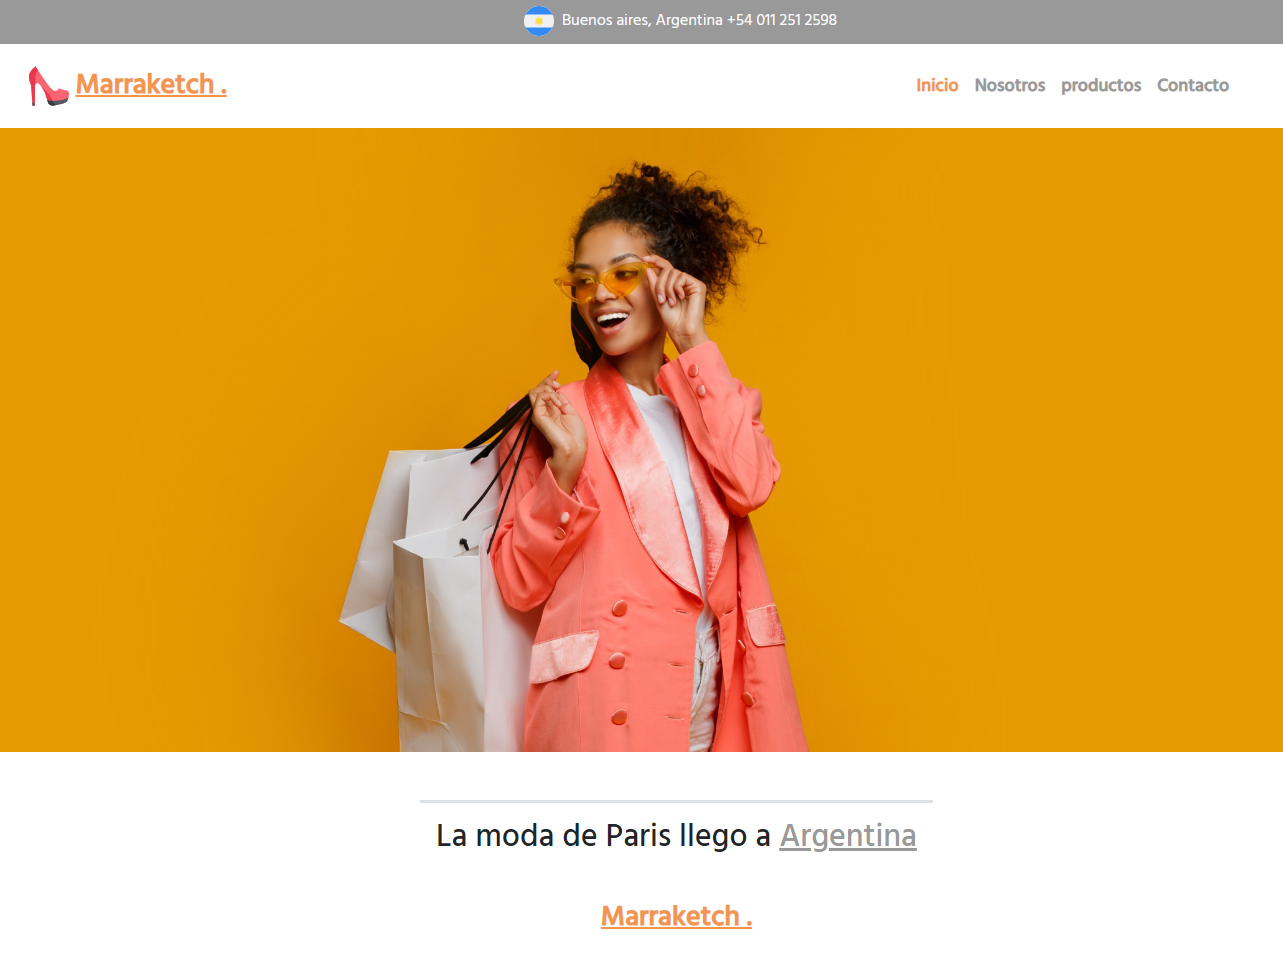 Buenos aires, Argentina +54 011 251 2598
Marraketch .
Inicio Nosotros productos Contacto
La moda de Paris llego a Argentina
Marraketch .